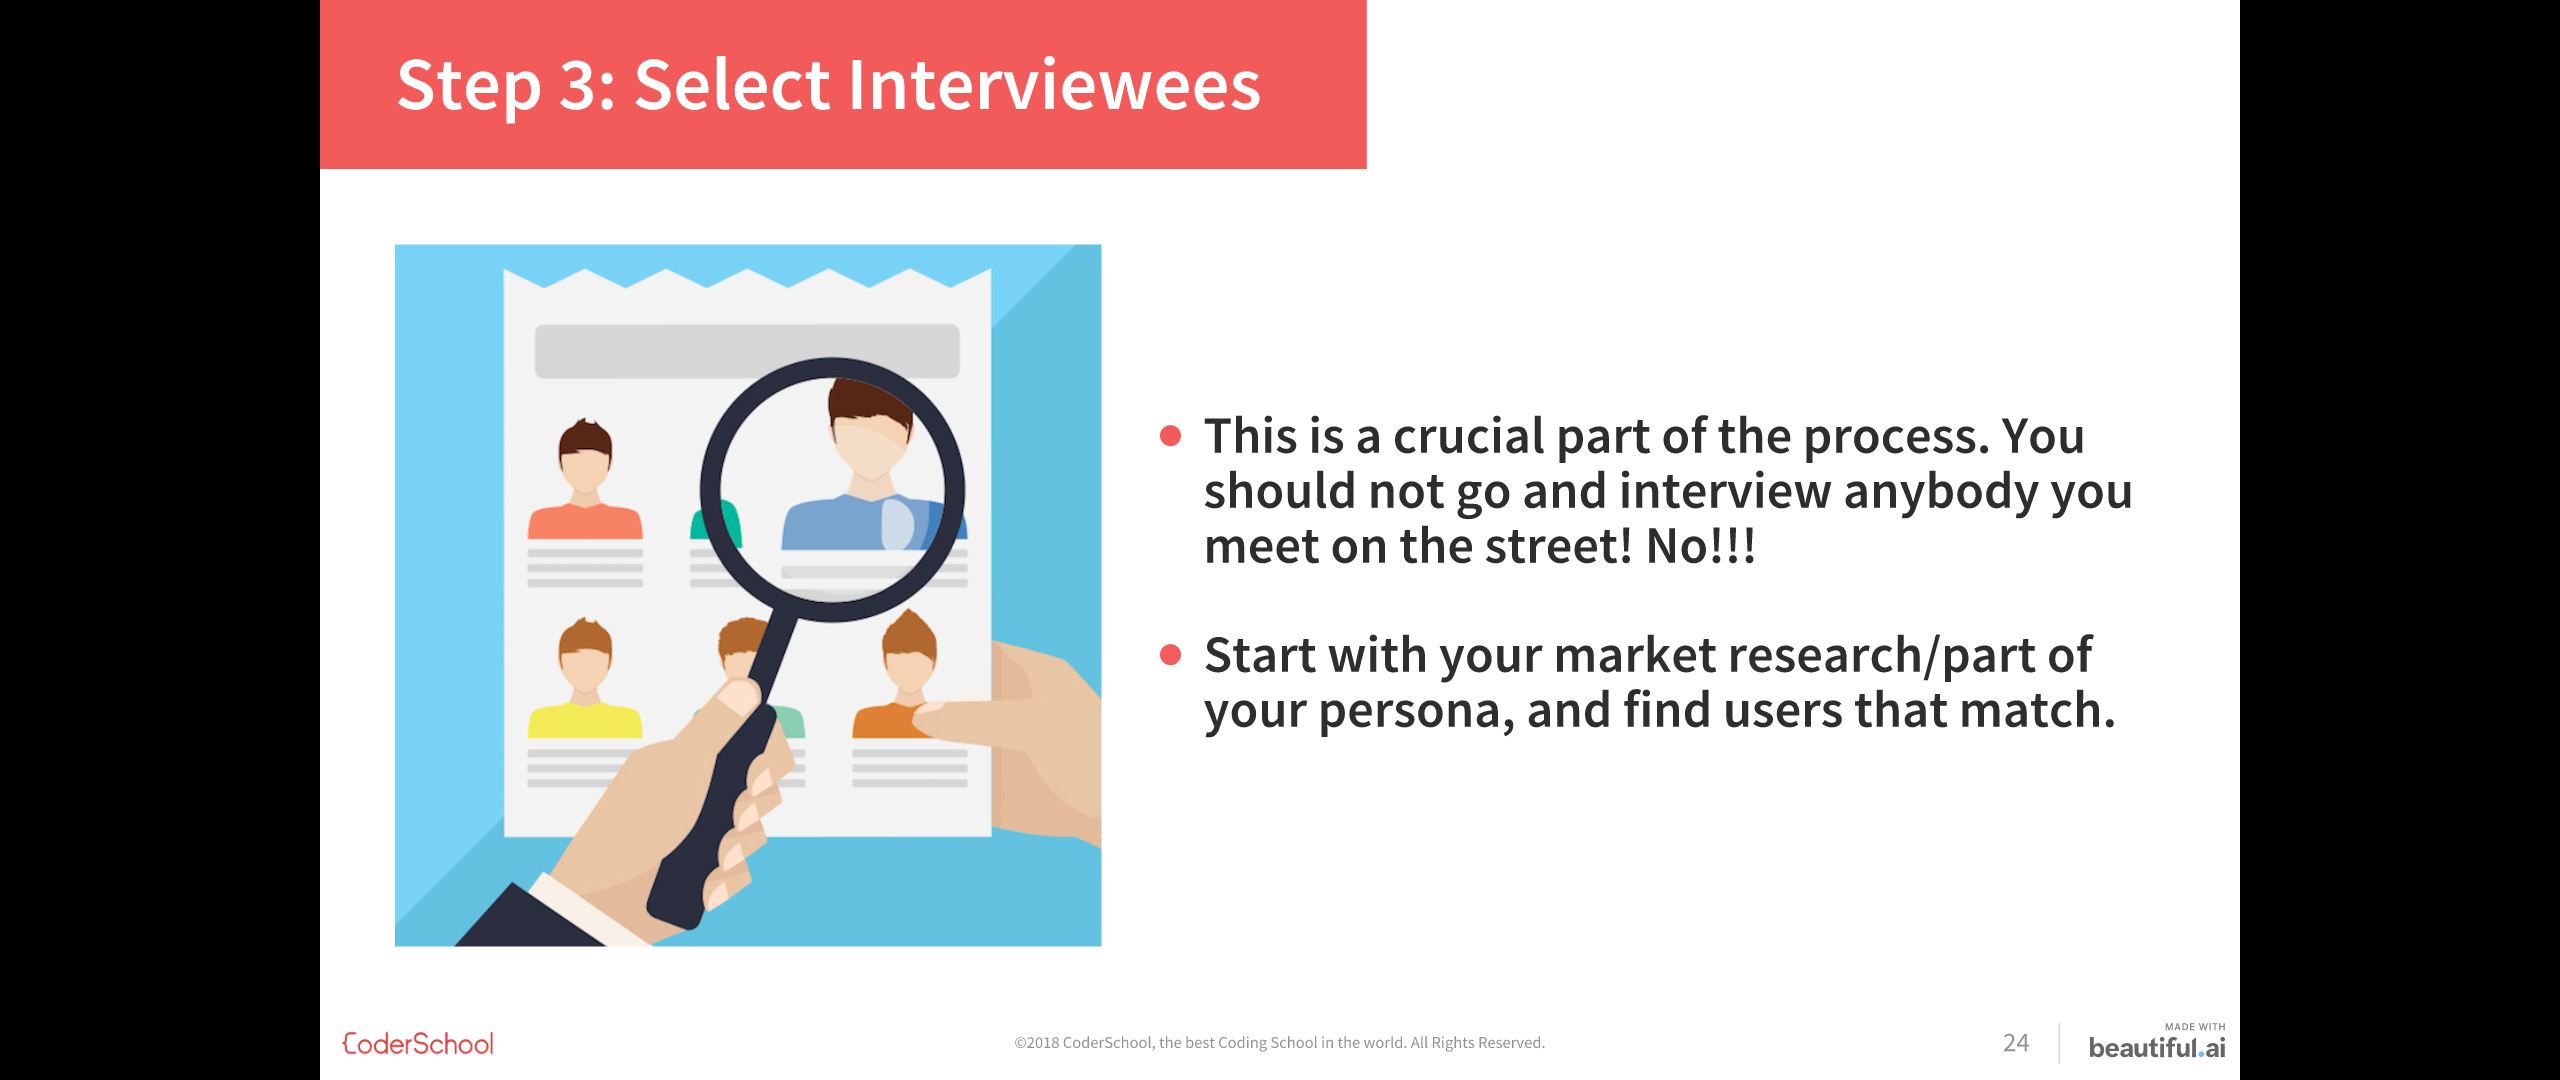 Step 3: Select Interviewees
This is a crucial part of the process. You
should not go and interview anybody you
meet on the street! No!!!
Start with your market research/part of
your persona, and find users that match.
CoderSchool
©2018 CoderSchool, the best Coding School in the world. All Rights Reserved.
24
MADE WITH
beautiful.ai